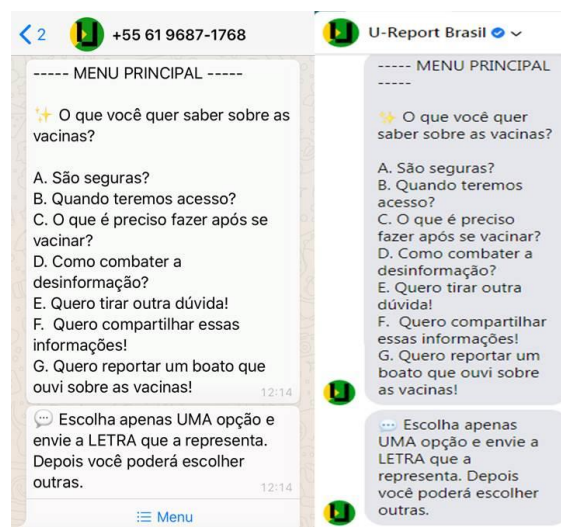 2
+55 61 9687-1768
----- MENU PRINCIPAL -----
✨ O que você quer saber sobre as
vacinas?
A. São seguras?
B. Quando teremos acesso?
C. O que é preciso fazer após se
vacinar?
D. Como combater a
desinformação?
E. Quero tirar outra dúvida!
F.  Quero compartilhar essas
informações!
G. Quero reportar um boato que
ouvi sobre as vacinas!
12:14
💬 Escolha apenas UMA opção e
envie a LETRA que a representa.
Depois você poderá escolher
outras.
12:14
Menu
U-Report Brasil
----- MENU PRINCIPAL
-----
✨ O que você quer
saber sobre as vacinas?
A. São seguras?
B. Quando teremos
acesso?
C. O que é preciso
fazer após se vacinar?
D. Como combater a
desinformação?
E. Quero tirar outra
dúvida!
F.  Quero compartilhar
essas informações!
G. Quero reportar um
boato que ouvi sobre
as vacinas!
💬 Escolha apenas
UMA opção e envie a
LETRA que a
representa. Depois
você poderá escolher
outras.